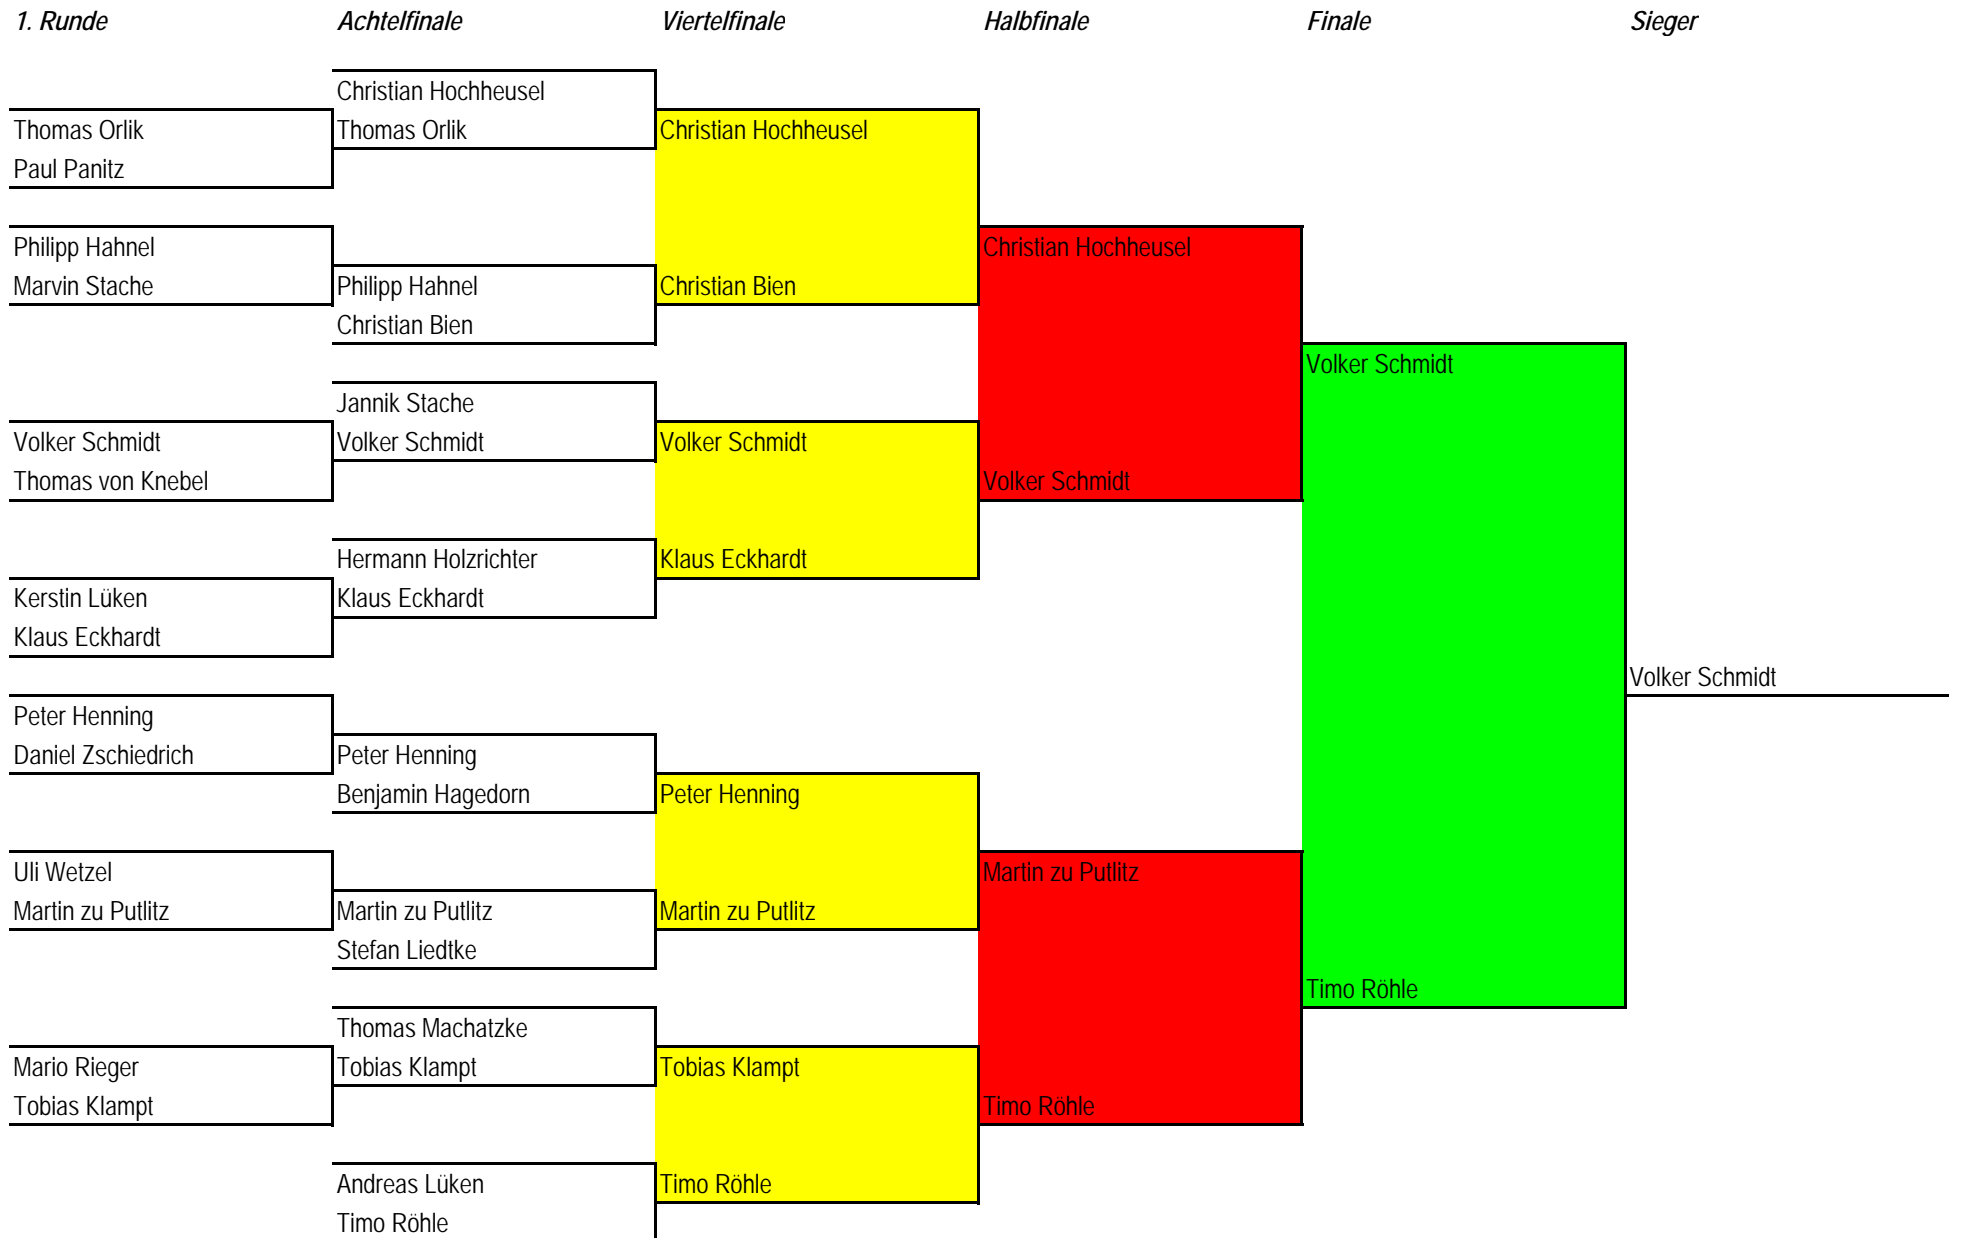 1. Runde
Achtelfinale
Viertelfinale
Halbfinale
Finale
Sieger
Christian Hochheusel
Thomas Orlik
Thomas Orlik
Christian Hochheusel
Paul Panitz
Philipp Hahnel
Christian Hochheusel
Marvin Stache
Philipp Hahnel
Christian Bien
Christian Bien
Volker Schmidt
Jannik Stache
Volker Schmidt
Volker Schmidt
Volker Schmidt
Thomas von Knebel
Volker Schmidt
Hermann Holzrichter
Klaus Eckhardt
Kerstin Lüken
Klaus Eckhardt
Klaus Eckhardt
Volker Schmidt
Peter Henning
Daniel Zschiedrich
Peter Henning
Benjamin Hagedorn
Peter Henning
Uli Wetzel
Martin zu Putlitz
Martin zu Putlitz
Martin zu Putlitz
Martin zu Putlitz
Stefan Liedtke
Timo Röhle
Thomas Machatzke
Mario Rieger
Tobias Klampt
Tobias Klampt
Tobias Klampt
Timo Röhle
Andreas Lüken
Timo Röhle
Timo Röhle